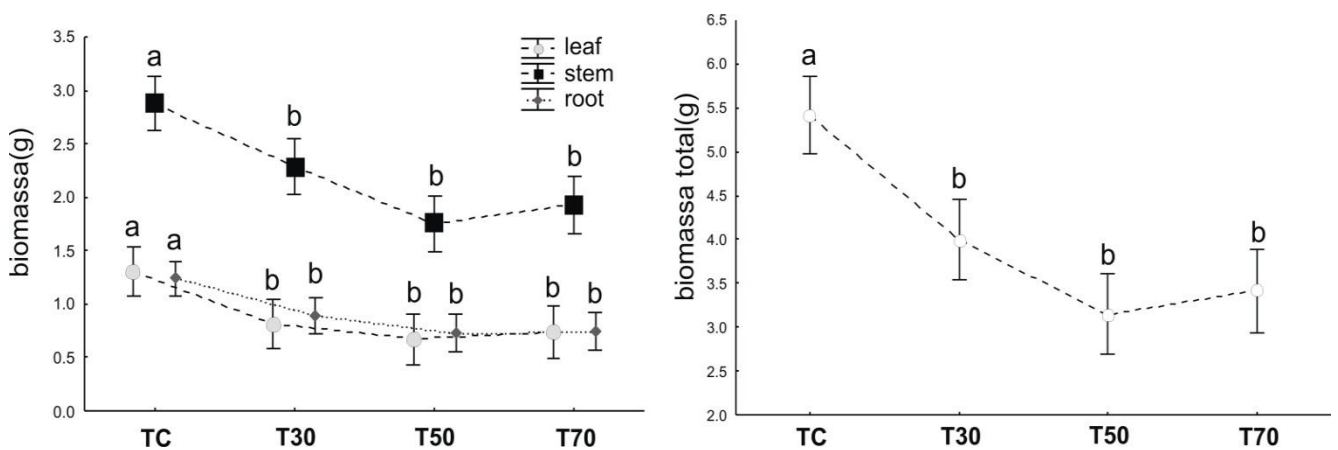 biomassa(g)
3.5
3.0
2.5
2.0
1.5
1.0
0.5
0.0
leaf
stem
root
a
b
b
b
a
a
b
b
b
b
b
b
TC
T30
T50
T70
biomassa total(g)
6.5
6.0
5.5
5.0
4.5
4.0
3.5
3.0
2.5
2.0
a
b
b
b
TC
T30
T50
T70